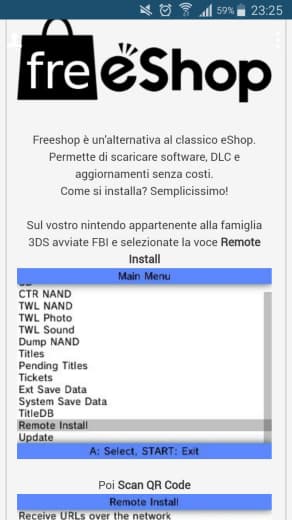 59% 23:25
freeShop
Freeshop è un'alternativa al classico eShop.
Permette di scaricare software, DLC e
aggiornamenti senza costi.
Come si installa? Semplicissimo!
Sul vostro nintendo appartenente alla famiglia
3DS avviate FBI e selezionate la voce Remote
Install
Main Menu
CTR NAND
TWL NAND
TWL Photo
TWL Sound
Dump NAND
Titles
Pending Titles
Tickets
Ext Save Data
System Save Data
TitleDB
Remote Install
Update
A: Select, START: Exit
Poi Scan QR Code
Remote Install
Receive URLs over the network